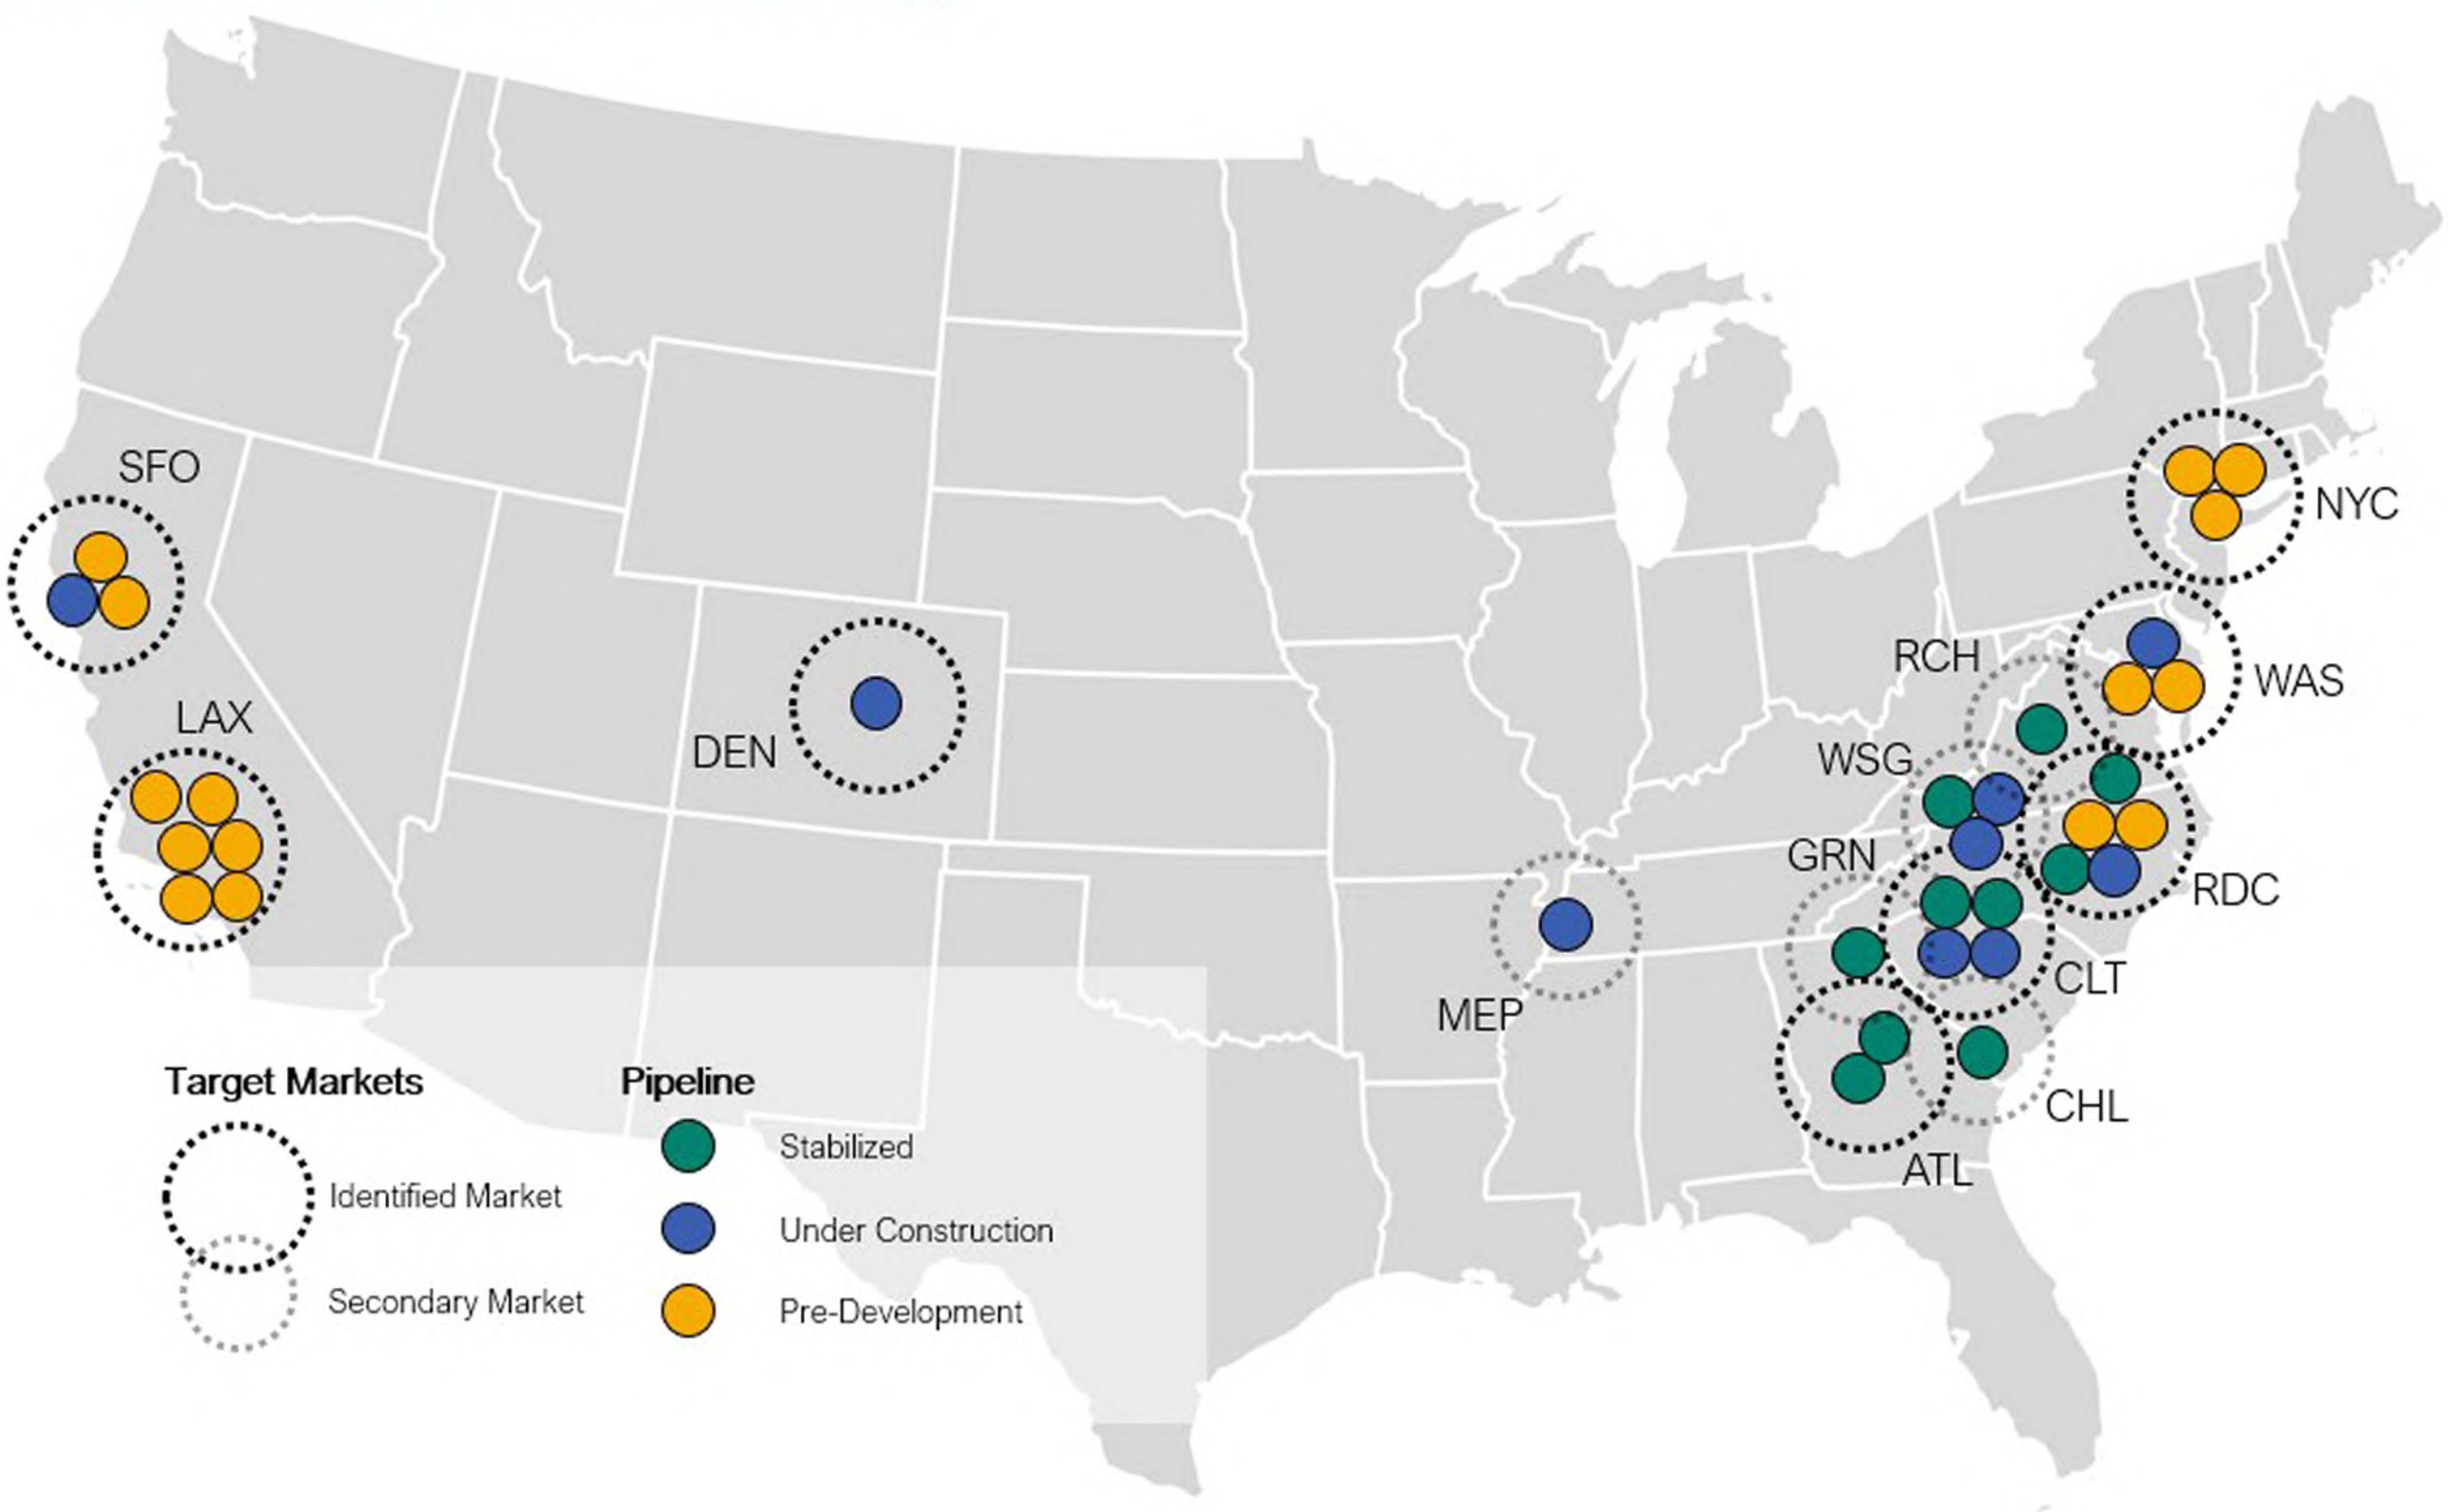 SFO
NYC
RCH
WAS
LAX
DEN
WSG
GRN
RDC
CLT
MEP
CHL
ATL
Target Markets
Identified Market
Secondary Market
Pipeline
Stabilized
Under Construction
Pre-Development